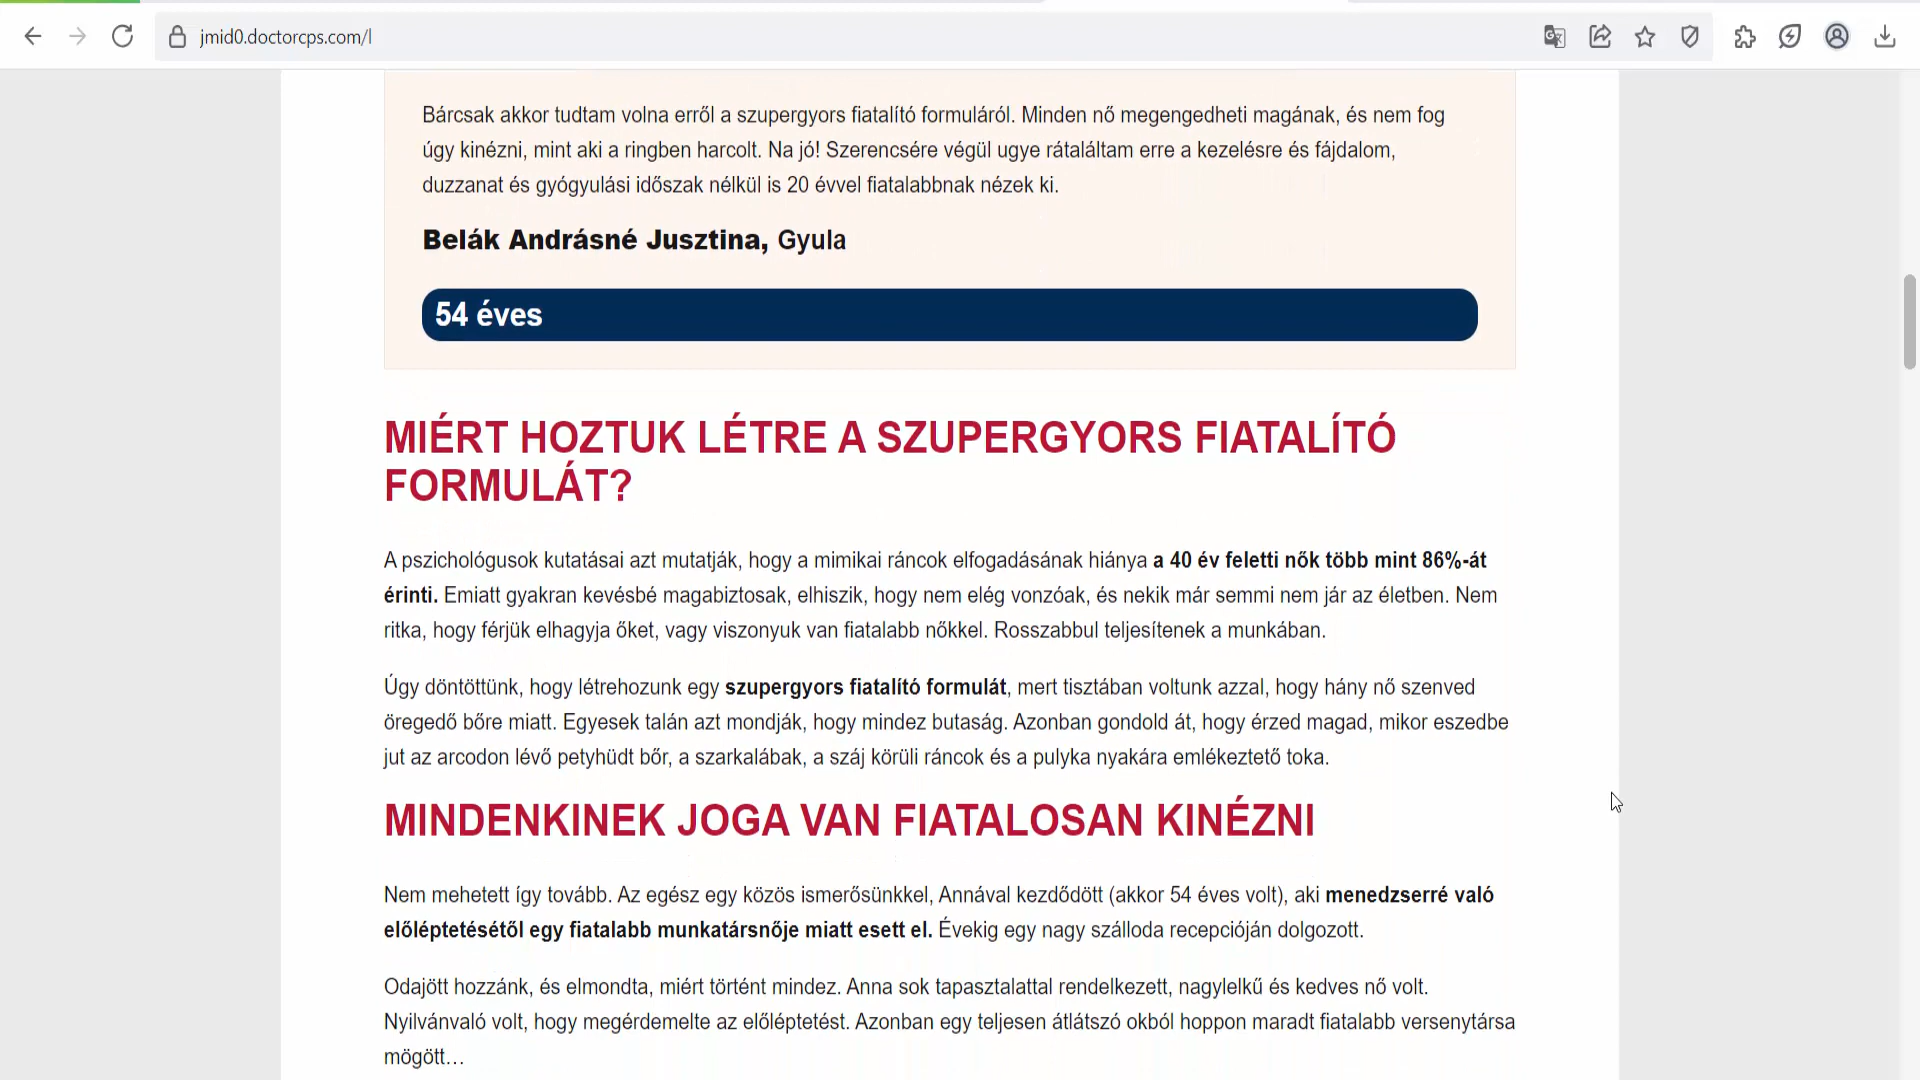 jmid0.doctorcps.com/l
Bárcsak akkor tudtam volna erről a szupergyors fiatalító formuláról. Minden nő megengedheti magának, és nem fog
úgy kinézni, mint aki a ringben harcolt. Na jó! Szerencsére végül ugye rátaláltam erre a kezelésre és fájdalom,
duzzanat és gyógyulási időszak nélkül is 20 évvel fiatalabbnak nézek ki.
Belák Andrásné Jusztina, Gyula
54 éves
MIÉRT HOZTUK LÉTRE A SZUPERGYORS FIATALÍTÓ
FORMULÁT?
A pszichológusok kutatásai azt mutatják, hogy a mimikai ráncok elfogadásának hiánya a 40 év feletti nők több mint 86%-át
érinti. Emiatt gyakran kevésbé magabiztosak, elhiszik, hogy nem elég vonzóak, és nekik már semmi nem jár az életben. Nem
ritka, hogy férjük elhagyja őket, vagy viszonyuk van fiatalabb nőkkel. Rosszabbul teljesítenek a munkában.
Úgy döntöttünk, hogy létrehozunk egy szupergyors fiatalító formulát, mert tisztában voltunk azzal, hogy hány nő szenved
öregedő bőre miatt. Egyesek talán azt mondják, hogy mindez butaság. Azonban gondold át, hogy érzed magad, mikor eszedbe
jut az arcodon lévő petyhüdt bőr, a szarkalábak, a száj körüli ráncok és a pulyka nyakára emlékeztető toka.
MINDENKINEK JOGA VAN FIATALOSAN KINÉZNI
Nem mehetett így tovább. Az egész egy közös ismerősünkkel, Annával kezdődött (akkor 54 éves volt), aki menedzserré való
előléptetésétől egy fiatalabb munkatársnője miatt esett el. Évekig egy nagy szálloda recepcióján dolgozott.
Odajött hozzánk, és elmondta, miért történt mindez. Anna sok tapasztalattal rendelkezett, nagylelkű és kedves nő volt.
Nyilvánvaló volt, hogy megérdemelte az előléptetést. Azonban egy teljesen átlátszó okból hoppon maradt fiatalabb versenytársa
mögött…